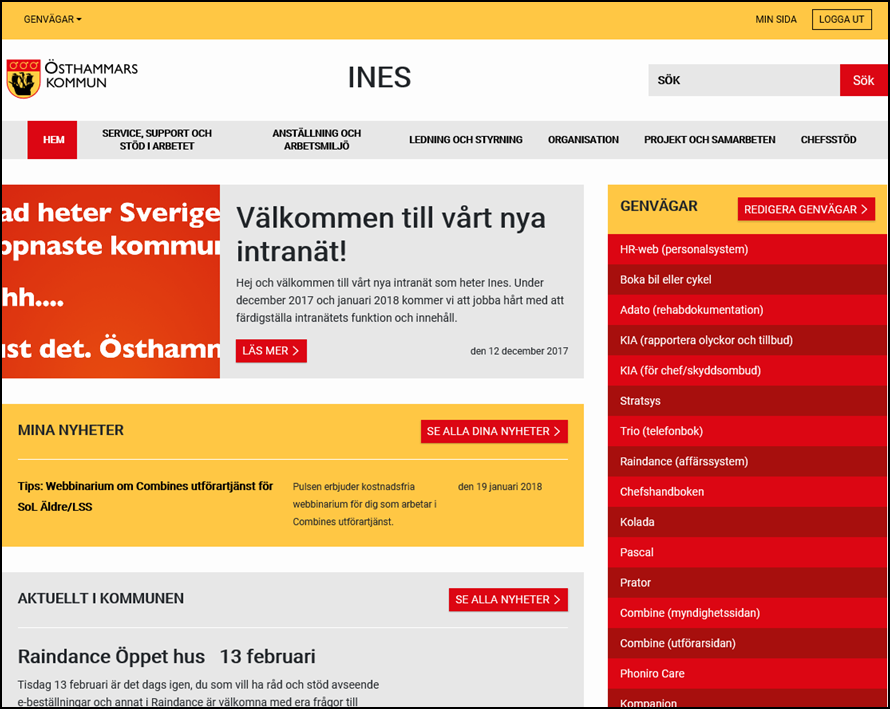 GENVÄGAR
MIN SIDA
LOGGA UT
ÖSTHAMMARS
KOMMUN
INES
SÖK
Sök
HEM
SERVICE, SUPPORT OCH
STÖD I ARBETET
ANSTÄLLNING OCH
ARBETSMILJÖ
LEDNING OCH STYRNING
ORGANISATION
PROJEKT OCH SAMARBETEN
CHEFSSTÖD
ad heter Sverige
ppnaste kommun
hh....
ust det. Östhamn
Välkommen till vårt nya
intranät!
Hej och välkommen till vårt nya intranät som heter Ines. Under
december 2017 och januari 2018 kommer vi att jobba hårt med att
färdigställa intranätets funktion och innehåll.
LÄS MER
den 12 december 2017
MINA NYHETER
SE ALLA DINA NYHETER
Tips: Webbinarium om Combines utförartjänst för
SoL Äldre/LSS
Pulsen erbjuder kostnadsfria
webbinarium för dig som arbetar i
Combines utförartjänst.
den 19 januari 2018
AKTUELLT I KOMMUNEN
SE ALLA NYHETER
Raindance Öppet hus 13 februari
Tisdag 13 februari är det dags igen, du som vill ha råd och stöd avseende
e-beställningar och annat i Raindance är välkomna med era frågor till
GENVÄGAR
REDIGERA GENVÄGAR
HR-web (personalsystem)
Boka bil eller cykel
Adato (rehabdokumentation)
KIA (rapportera olyckor och tillbud)
KIA (för chef/skyddsombud)
Stratsys
Trio (telefonbok)
Raindance (affärssystem)
Chefshandboken
Kolada
Pascal
Prator
Combine (myndighetssidan)
Combine (utförarsidan)
Phoniro Care
Kompanion